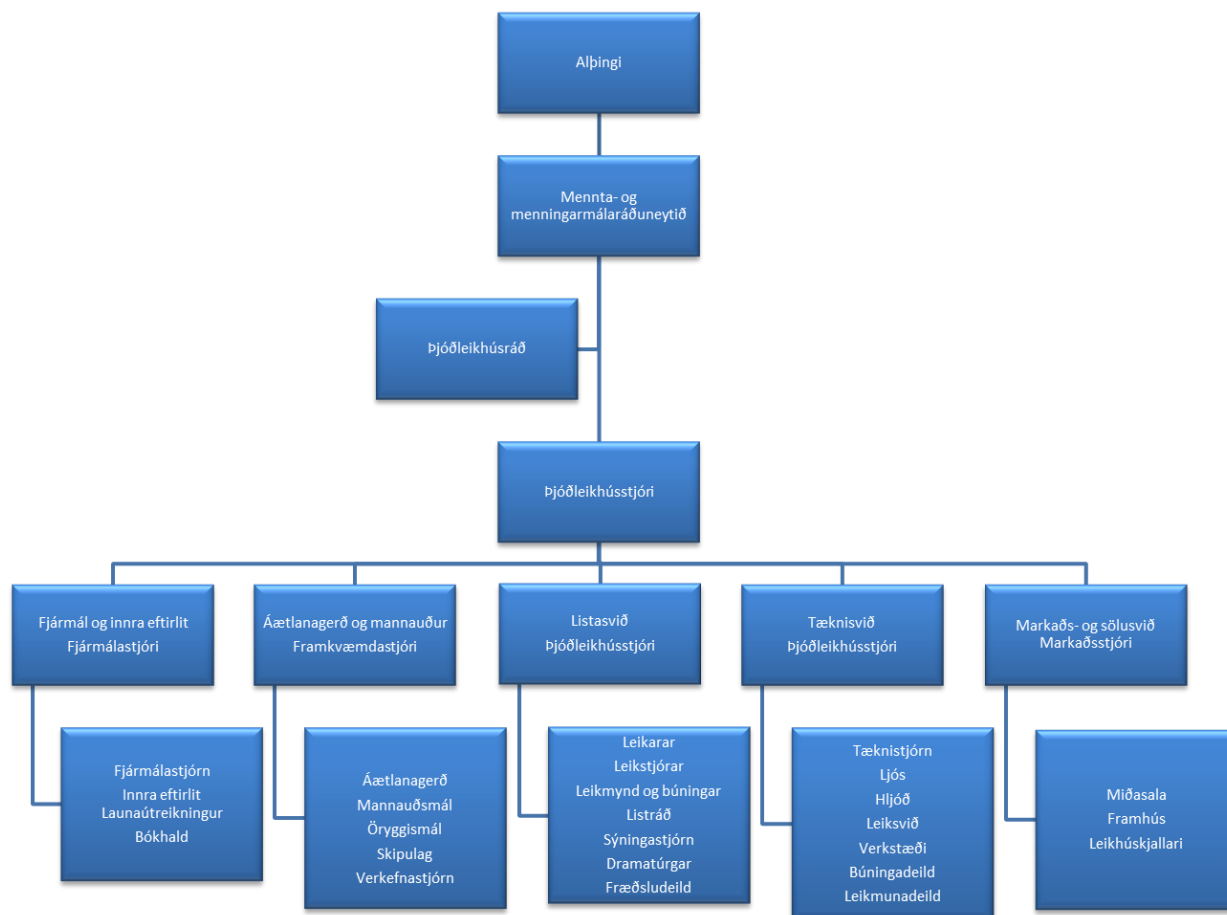 Alþingi
Mennta- og
menningarmálaráðuneytið
Þjóðleikhúsráð
Þjóðleikhússtjóri
Fjármál og innra eftirlit
Fjármálastjóri
Áætlanagerð og mannauður
Framkvæmdastjóri
Listasvið
Þjóðleikhússtjóri
Tæknisvið
Þjóðleikhússtjóri
Markaðs- og sölusvið
Markaðsstjóri
Fjármálastjórn
Innra eftirlit
Launaútreikningur
Bókhald
Áætlanagerð
Mannauðsmál
Öryggismál
Skipulag
Verkefnastjórn
Leikarar
Leikstjórar
Leikmynd og búningar
Listráð
Sýningastjórn
Dramatúrgar
Fræðsludeild
Tæknistjórn
Ljós
Hljóð
Leiksvið
Verkstæði
Búningadeild
Leikmunadeild
Miðasala
Framhús
Leikhúskjallari